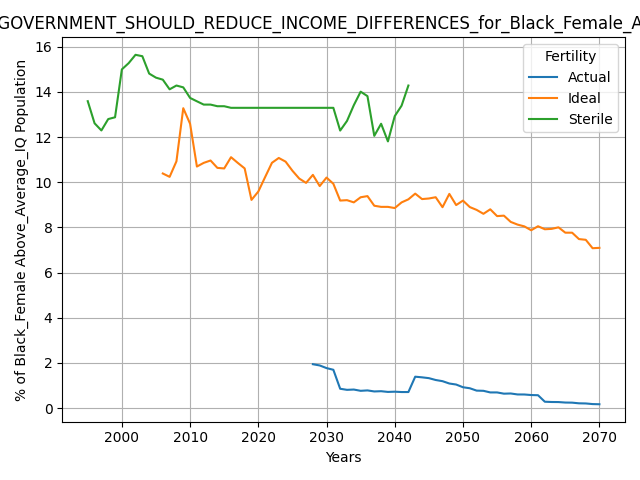 GOVERNMENT_SHOULD_REDUCE_INCOME_DIFFERENCES_for_Black_Female_A
% of Black_Female Above_Average_IQ Population
16
14
12
10
8
6
4
2
0
Fertility
Actual
Ideal
Sterile
2000 2010 2020 2030 2040 2050 2060 2070
Years